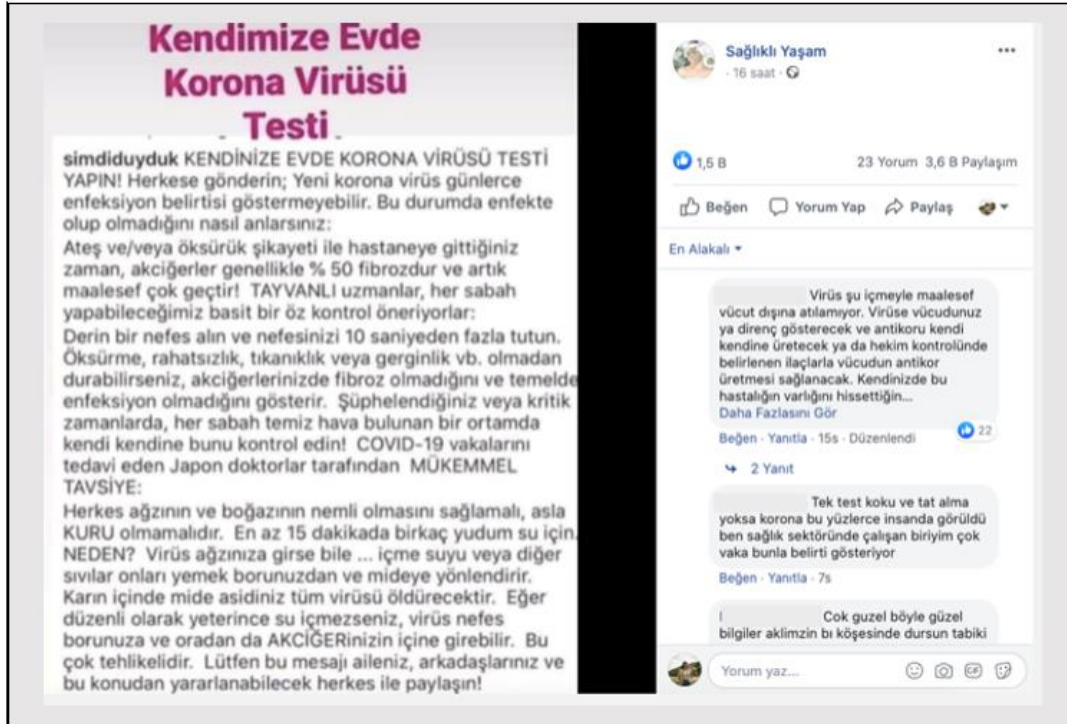 Kendimize Evde
Korona Virüsü
Testi
simdiduyduk KENDİNİZE EVDE KORONA VİRÜSÜ TESTİ
YAPIN! Herkese gönderin; Yeni korona virüs günlerce
enfeksiyon belirtisi göstermeyebilir. Bu durumda enfekte
olup olmadığını nasıl anlarsınız:
Ateş ve/veya öksürük şikayeti ile hastaneye gittiğiniz
zaman, akciğerler genellikle % 50 fibrozdur ve artık
maalesef çok geçtir! TAYVANLI uzmanlar, her sabah
yapabileceğimiz basit bir öz kontrol öneriyorlar:
Derin bir nefes alın ve nefesinizi 10 saniyeden fazla tutun.
Öksürme, rahatsızlık, tıkanıklık veya gerginlik vb. olmadan
durabilirseniz, akciğerlerinizde fibroz olmadığını ve temelde
enfeksiyon olmadığını gösterir. Şüphelendiğiniz veya kritik
zamanlarda, her sabah temiz hava bulunan bir ortamda
kendi kendine bunu kontrol edin! COVID-19 vakalarını
tedavi eden Japon doktorlar tarafından MÜKEMMEL
TAVSİYE:
Herkes ağzının ve boğazının nemli olmasını sağlamalı, asla
KURU olmamalıdır. En az 15 dakikada birkaç yudum su için.
NEDEN? Virüs ağzınıza girse bile ... içme suyu veya diğer
sıvılar onları yemek borunuzdan ve mideye yönlendirir.
Karın içinde mide asidiniz tüm virüsü öldürecektir. Eğer
düzenli olarak yeterince su içmezseniz, virüs nefes
borunuza ve oradan da AKCİĞERinizin içine girebilir. Bu
çok tehlikelidir. Lütfen bu mesajı aileniz, arkadaşlarınız ve
bu konudan yararlanabilecek herkes ile paylaşın!
Sağlıklı Yaşam
· 16 saat ·
1,5 B 23 Yorum 3,6 B Paylaşım
Beğen Yorum Yap Paylaş
En Alakalı
Virüs şu içmeyle maalesef
vücut dışına atılamıyor. Virüse vücudunuz
ya direnç gösterecek ve antikoru kendi
kendine üretecek ya da hekim kontrolünde
belirlenen ilaçlarla vücudun antikor
üretmesi sağlanacak. Kendinizde bu
hastalığın varlığını hissettiğin...
Daha Fazlasını Gör
22
Beğen · Yanıtla · 15s · Düzenlendi
2 Yanıt
Tek test koku ve tat alma
yoksa korona bu yüzlerce insanda görüldü
ben sağlık sektöründe çalışan biriyim çok
vaka bunla belirti gösteriyor
Beğen · Yanıtla · 7s
Cok guzel böyle güzel
bilgiler aklimzin bı köşesinde dursun tabiki
Yorum yaz...
GIF